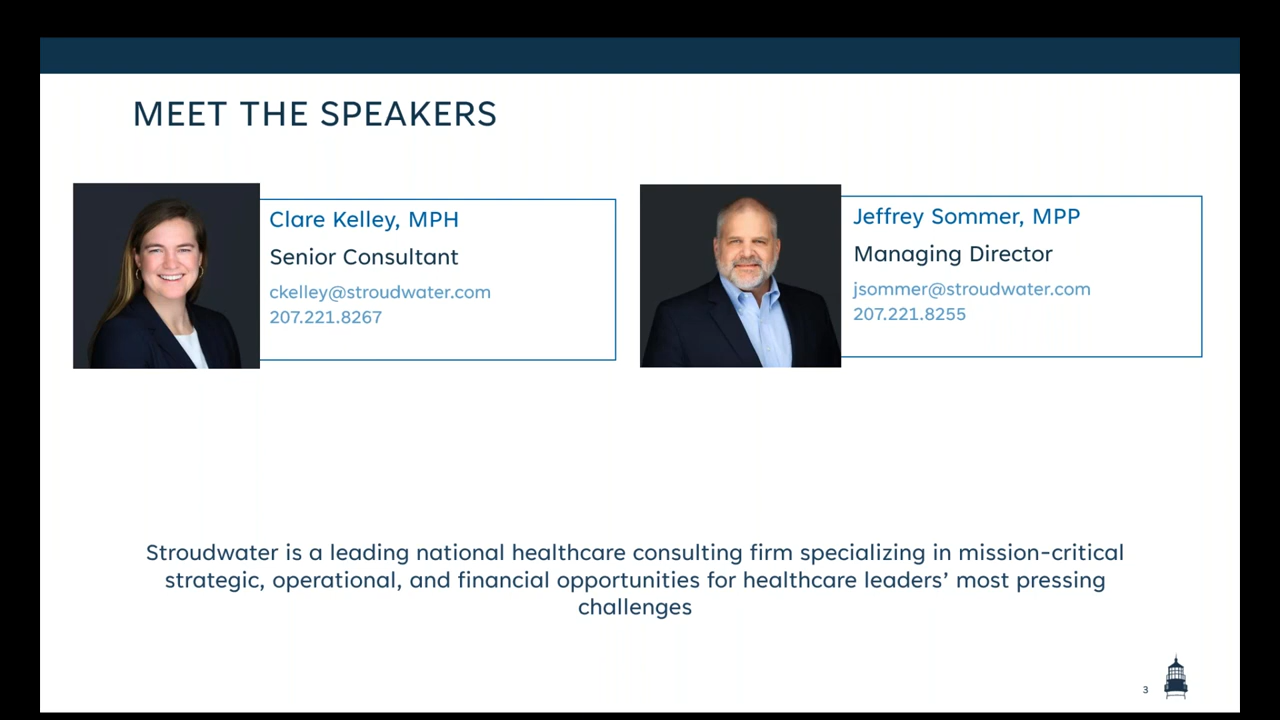 MEET THE SPEAKERS
Clare Kelley, MPH
Senior Consultant
ckelley@stroudwater.com
207.221.8267
Jeffrey Sommer, MPP
Managing Director
jsommer@stroudwater.com
207.221.8255
Stroudwater is a leading national healthcare consulting firm specializing in mission-critical
strategic, operational, and financial opportunities for healthcare leaders’ most pressing
challenges
3